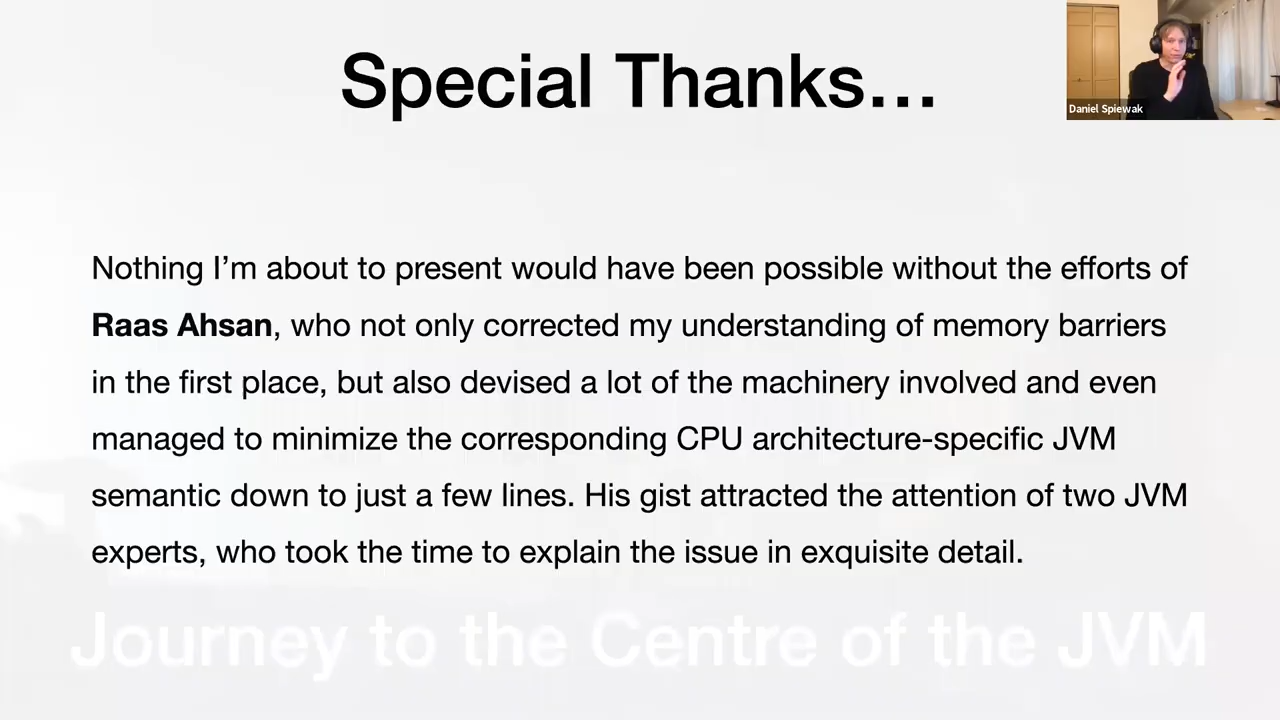 Special Thanks…
Daniel Spiewak
Nothing I’m about to present would have been possible without the efforts of
Raas Ahsan, who not only corrected my understanding of memory barriers
in the first place, but also devised a lot of the machinery involved and even
managed to minimize the corresponding CPU architecture-specific JVM
semantic down to just a few lines. His gist attracted the attention of two JVM
experts, who took the time to explain the issue in exquisite detail.
Journey to the Centre of the JVM